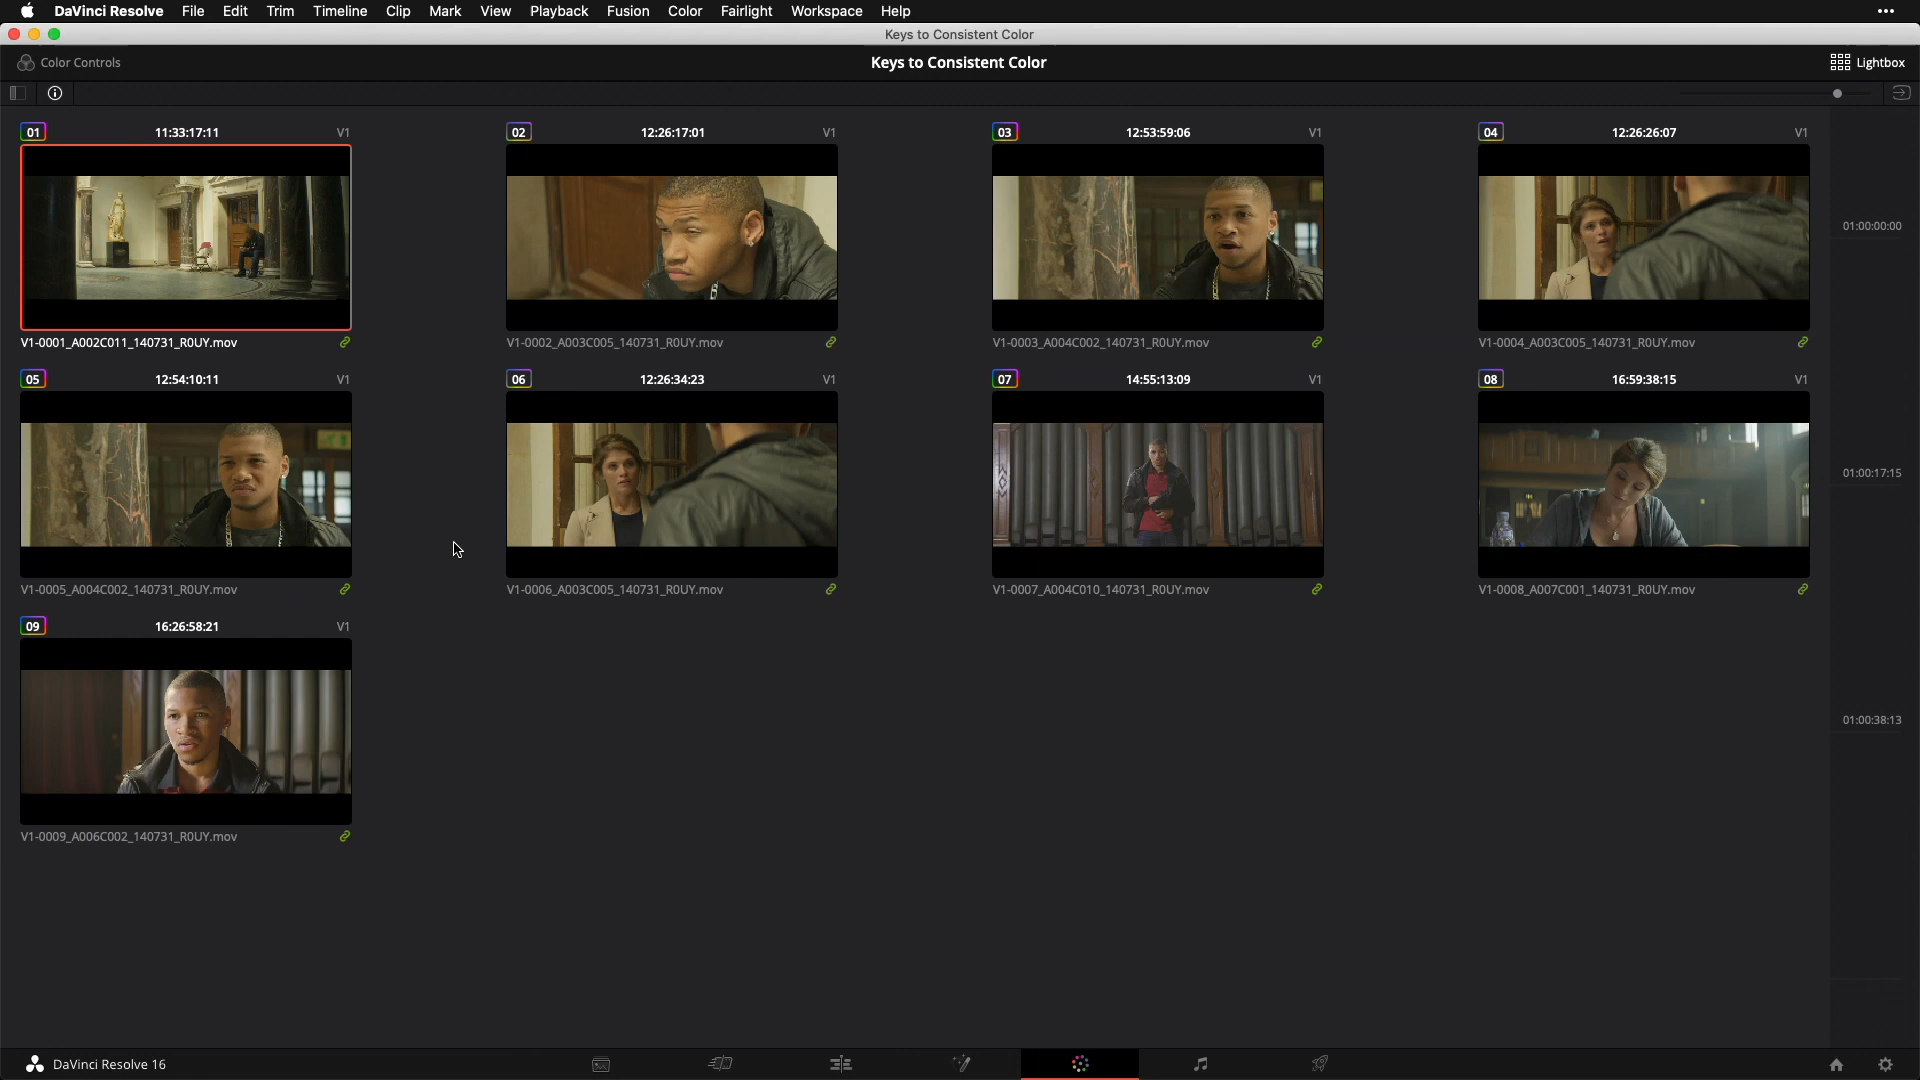 DaVinci Resolve File Edit Trim Timeline Clip Mark View Playback Fusion Color Fairlight Workspace Help
Keys to Consistent Color
Color Controls Keys to Consistent Color Lightbox
01 11:33:17:11 V1 02 12:26:17:01 V1 03 12:53:59:06 V1 04 12:26:26:07 V1
01:00:00:00
V1-0001_A002C011_140731_R0UY.mov V1-0002_A003C005_140731_R0UY.mov V1-0003_A004C002_140731_R0UY.mov V1-0004_A003C005_140731_R0UY.mov
05 12:54:10:11 V1 06 12:26:34:23 V1 07 14:55:13:09 V1 08 16:59:38:15 V1
01:00:17:15
V1-0005_A004C002_140731_R0UY.mov V1-0006_A003C005_140731_R0UY.mov V1-0007_A004C010_140731_R0UY.mov V1-0008_A007C001_140731_R0UY.mov
09 16:26:58:21 V1
01:00:38:13
V1-0009_A006C002_140731_R0UY.mov
DaVinci Resolve 16